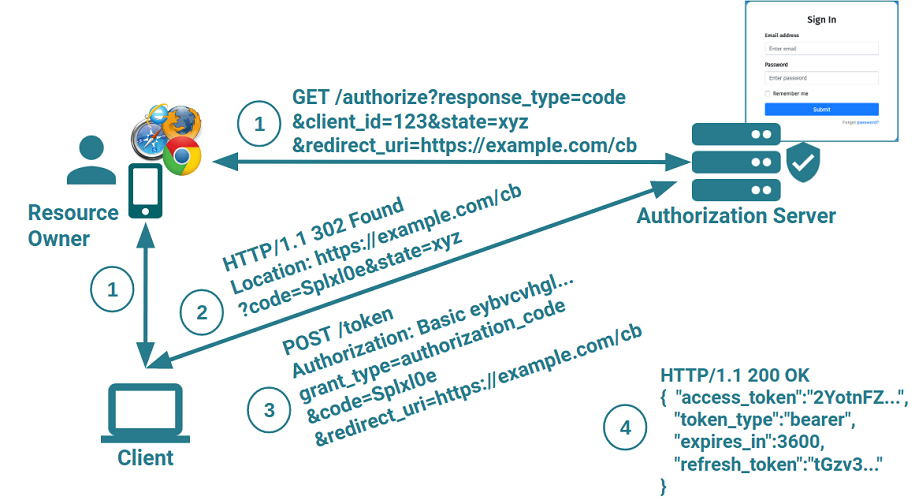 Sign In
Email address
Enter email
Password
Enter password
Remember me
Submit
Forgot password?
1
GET /authorize?response_type=code
&client_id=123&state=xyz
&redirect_uri=https://example.com/cb
Resource
Owner
Authorization Server
1
2
HTTP/1.1 302 Found
Location: https://example.com/cb
?code=Splxl0e&state=xyz
3
POST /token
Authorization: Basic eybvcvhgl...
grant_type=authorization_code
&code=Splxl0e
&redirect_uri=https://example.com/cb
Client
4
HTTP/1.1 200 OK
{ "access_token":"2YotnFZ...",
"token_type":"bearer",
"expires_in":3600,
"refresh_token":"tGzv3..."
}